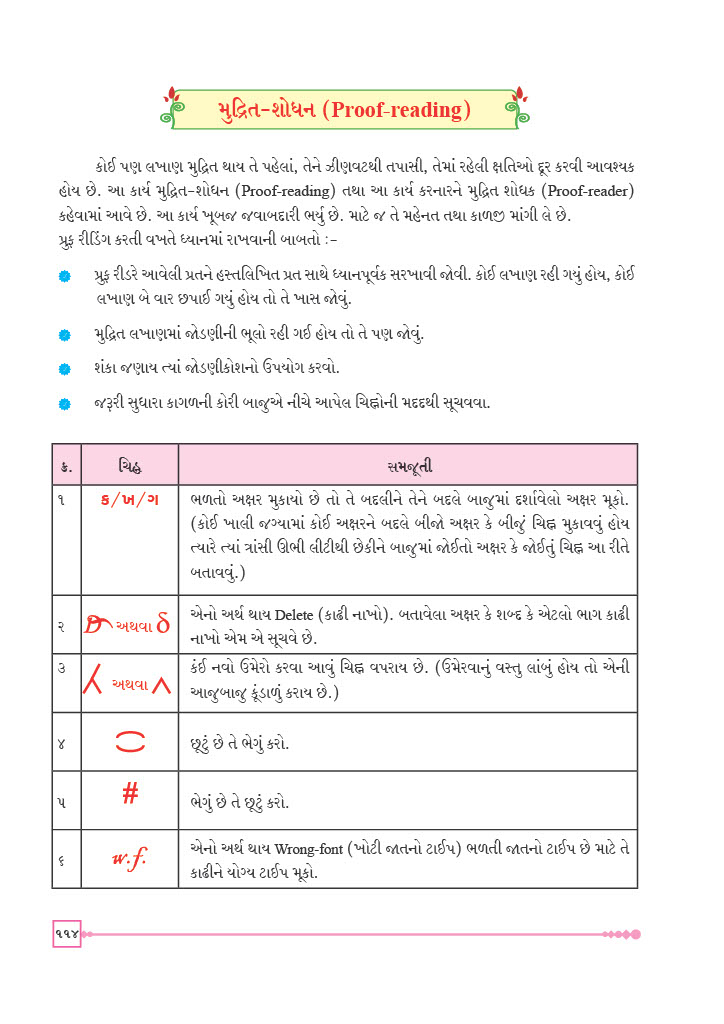 મુદ્રિત-શોધન (Proof-reading)
કોઈ પણ લખાણ મુદ્રિત થાય તે પહેલાં, તેને ઝીણવટથી તપાસી, તેમાં રહેલી ક્ષતિઓ દૂર કરવી આવશ્યક
હોય છે. આ કાર્ય મુદ્રિત-શોધન (Proof-reading) તથા આ કાર્ય કરનારને મુદ્રિત શોધક (Proof-reader)
કહેવામાં આવે છે. આ કાર્ય ખૂબજ જવાબદારી ભર્યુ છે. માટે જ તે મહેનત તથા કાળજી માંગી લે છે.
પ્રુફ રીડિંગ કરતી વખતે ધ્યાનમાં રાખવાની બાબતો :-
પ્રુફ રીડરે આવેલી પ્રતને હસ્તલિખિત પ્રત સાથે ધ્યાનપૂર્વક સરખાવી જોવી. કોઈ લખાણ રહી ગયું હોય, કોઈ
લખાણ બે વાર છપાઈ ગયું હોય તો તે ખાસ જોવું.
મુદ્રિત લખાણમાં જોડણીની ભૂલો રહી ગઈ હોય તો તે પણ જોવું.
શંકા જણાય ત્યાં જોડણીકોશનો ઉપયોગ કરવો.
જરૂરી સુધારા કાગળની કોરી બાજુએ નીચે આપેલ ચિહ્નોની મદદથી સૂચવવા.
ક્ર. ચિહ્ન સમજૂતી
૧ ક/ખ/ગ ભળતો અક્ષર મુકાયો છે તો તે બદલીને તેને બદલે બાજુમાં દર્શાવેલો અક્ષર મૂકો.
(કોઈ ખાલી જગ્યામાં કોઈ અક્ષરને બદલે બીજો અક્ષર કે બીજું ચિહ્ન મુકાવવું હોય
ત્યારે ત્યાં ત્રાંસી ઊભી લીટીથી છેકીને બાજુમાં જોઈતો અક્ષર કે જોઈતું ચિહ્ન આ રીતે
બતાવવું.)
૨ અથવા δ એનો અર્થ થાય Delete (કાઢી નાખો). બતાવેલા અક્ષર કે શબ્દ કે એટલો ભાગ કાઢી
નાખો એમ એ સૂચવે છે.
૩ અથવા કંઈ નવો ઉમેરો કરવા આવું ચિહ્ન વપરાય છે. (ઉમેરવાનું વસ્તુ લાંબું હોય તો એની
આજુબાજુ કૂંડાળું કરાય છે.)
૪ છૂટું છે તે ભેગું કરો.
૫ # ભેગું છે તે છૂટું કરો.
૬ w.f. એનો અર્થ થાય Wrong-font (ખોટી જાતનો ટાઈપ) ભળતી જાતનો ટાઈપ છે માટે તે
કાઢીને યોગ્ય ટાઈપ મૂકો.
૧૧૪